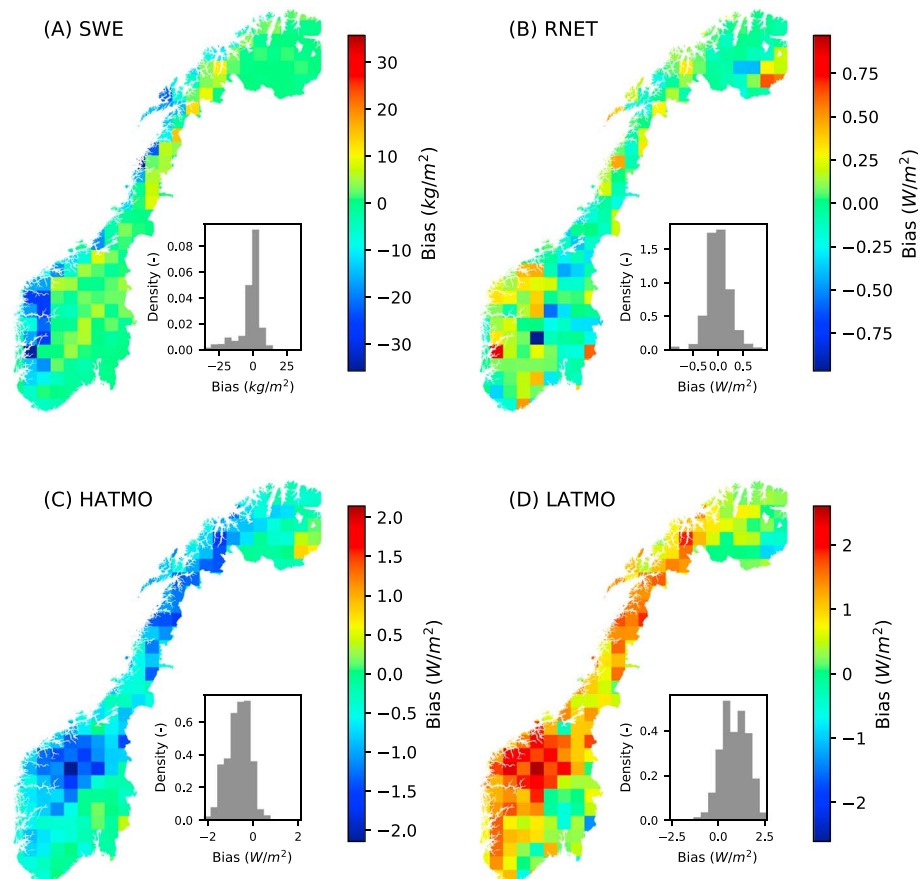 (A) SWE
30
20
10
0
−10
−20
−30
Bias (kg/m²)
0.08
0.06
0.04
0.02
0.00
Density (-)
−25 0 25
Bias (kg/m²)
(B) RNET
0.75
0.50
0.25
0.00
−0.25
−0.50
−0.75
Bias (W/m²)
1.5
1.0
0.5
0.0
Density (-)
−0.5 0.0 0.5
Bias (W/m²)
(C) HATMO
2.0
1.5
1.0
0.5
0.0
−0.5
−1.0
−1.5
−2.0
Bias (W/m²)
0.6
0.4
0.2
0.0
Density (-)
−2 0 2
Bias (W/m²)
(D) LATMO
2
1
0
−1
−2
Bias (W/m²)
0.4
0.2
0.0
Density (-)
−2.5 0.0 2.5
Bias (W/m²)